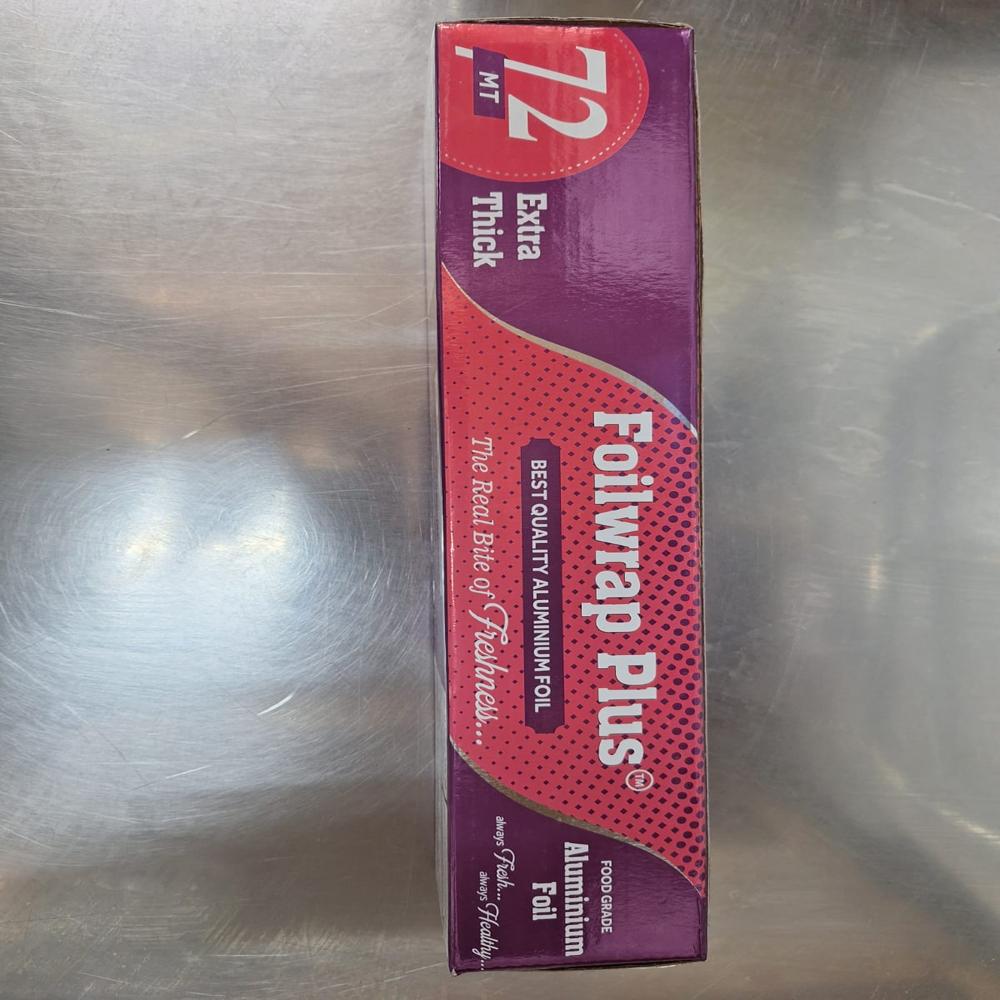 72
MT
Extra
Thick
Foilwrap Plus™
BEST QUALITY ALUMINIUM FOIL
The Real Bite of Freshness...
FOOD GRADE
Aluminium
Foil
always Fresh...
always Healthy...